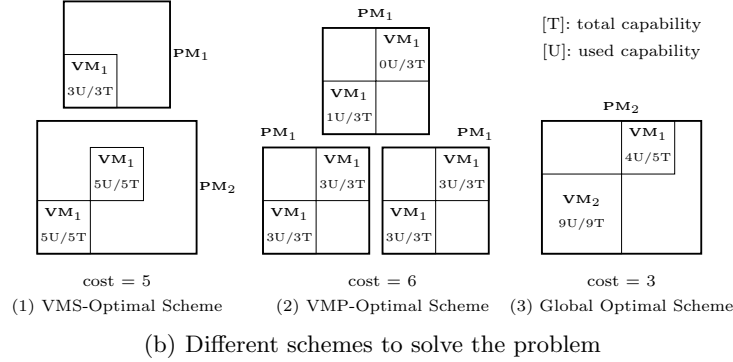 PM1
VM1
3U/3T
VM1
5U/5T
VM1
5U/5T
PM2
cost = 5
(1) VMS-Optimal Scheme
PM1
VM1
0U/3T
VM1
1U/3T
PM1
VM1
3U/3T
VM1
3U/3T
PM1
VM1
3U/3T
VM1
3U/3T
cost = 6
(2) VMP-Optimal Scheme
[T]: total capability
[U]: used capability
PM2
VM1
4U/5T
VM2
9U/9T
cost = 3
(3) Global Optimal Scheme
(b) Different schemes to solve the problem